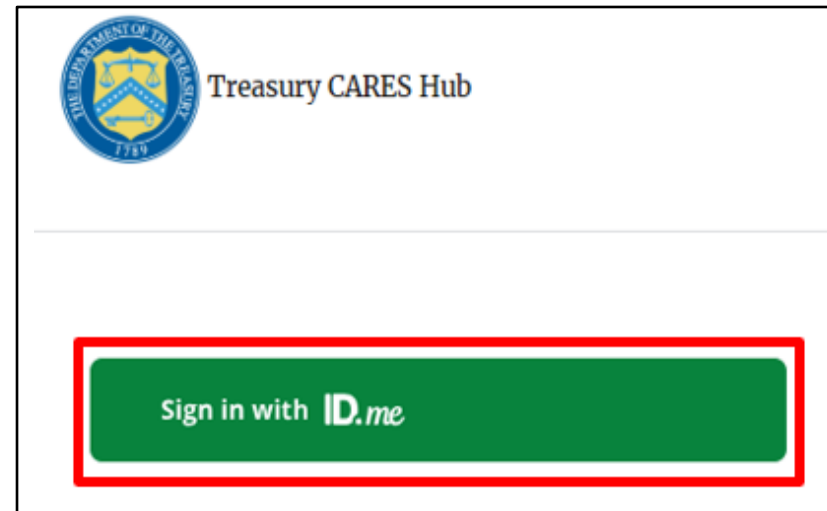 THE DEPARTMENT OF THE TREASURY
1789
Treasury CARES Hub
Sign in with ID.me